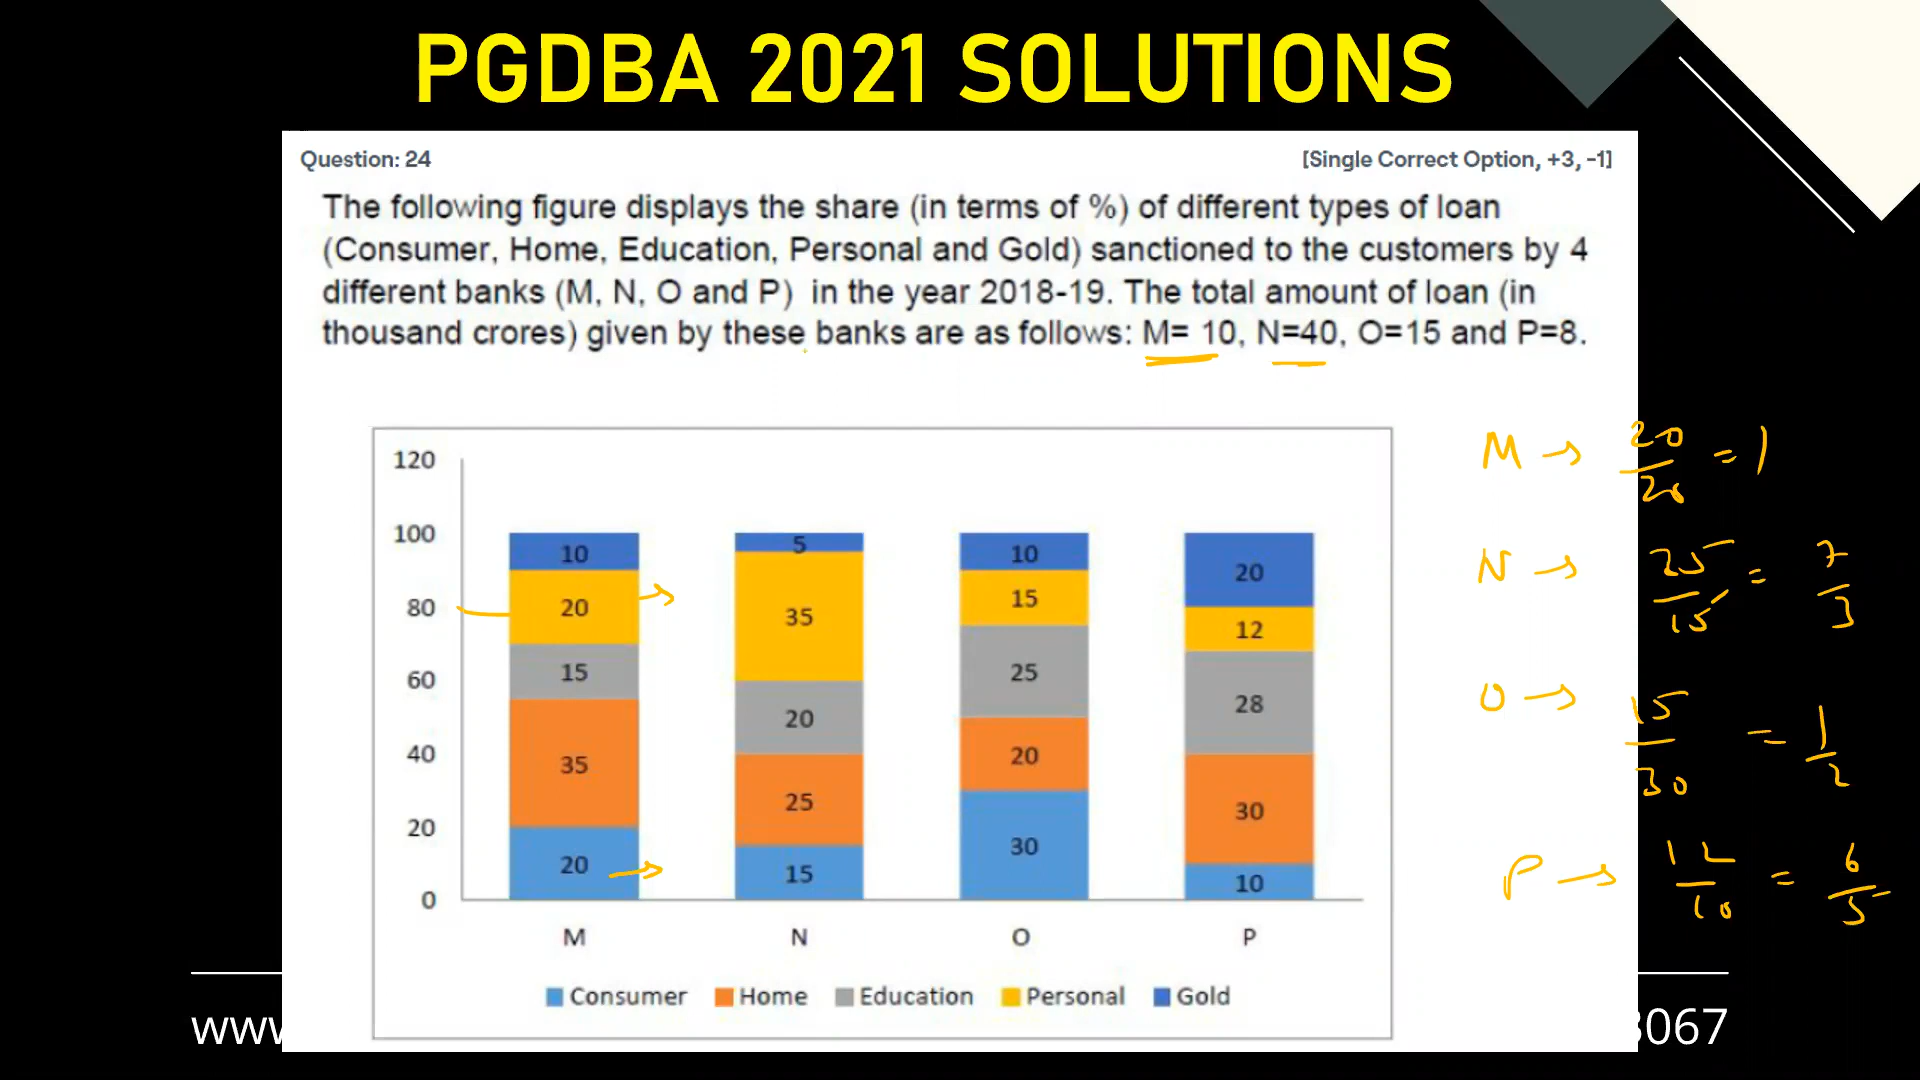 PGDBA 2021 SOLUTIONS
Question: 24 [Single Correct Option, +3, -1]
The following figure displays the share (in terms of %) of different types of loan
(Consumer, Home, Education, Personal and Gold) sanctioned to the customers by 4
different banks (M, N, O and P) in the year 2018-19. The total amount of loan (in
thousand crores) given by these banks are as follows: M= 10, N=40, O=15 and P=8.
120
100
80
60
40
20
0
10 5 10 20
20 35 15 12
15 20 25 28
35 25 20 30
20 15 30 10
M N O P
Consumer Home Education Personal Gold
M → 20/20 = 1
N → 25/15 = 7/3
O → 15/30 = 1/2
P → 12/10 = 6/5
www
3067